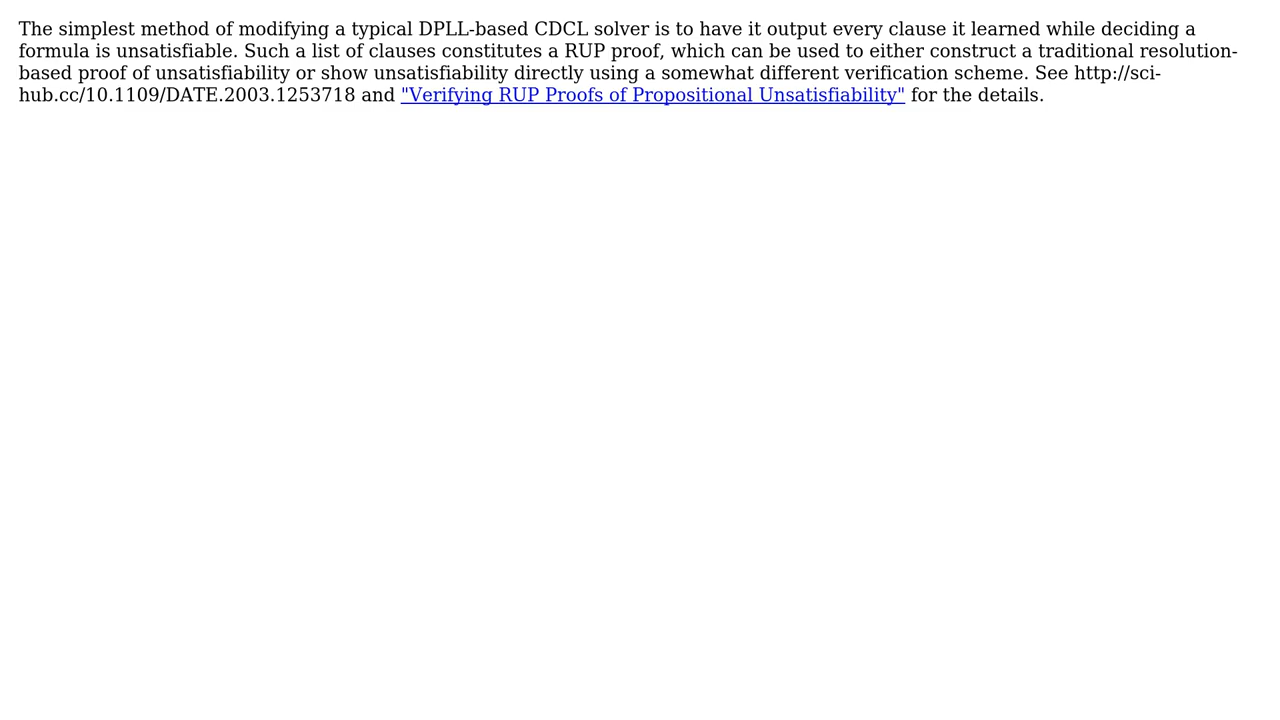 The simplest method of modifying a typical DPLL-based CDCL solver is to have it output every clause it learned while deciding a
formula is unsatisfiable. Such a list of clauses constitutes a RUP proof, which can be used to either construct a traditional resolution-
based proof of unsatisfiability or show unsatisfiability directly using a somewhat different verification scheme. See http://sci-
hub.cc/10.1109/DATE.2003.1253718 and "Verifying RUP Proofs of Propositional Unsatisfiability" for the details.